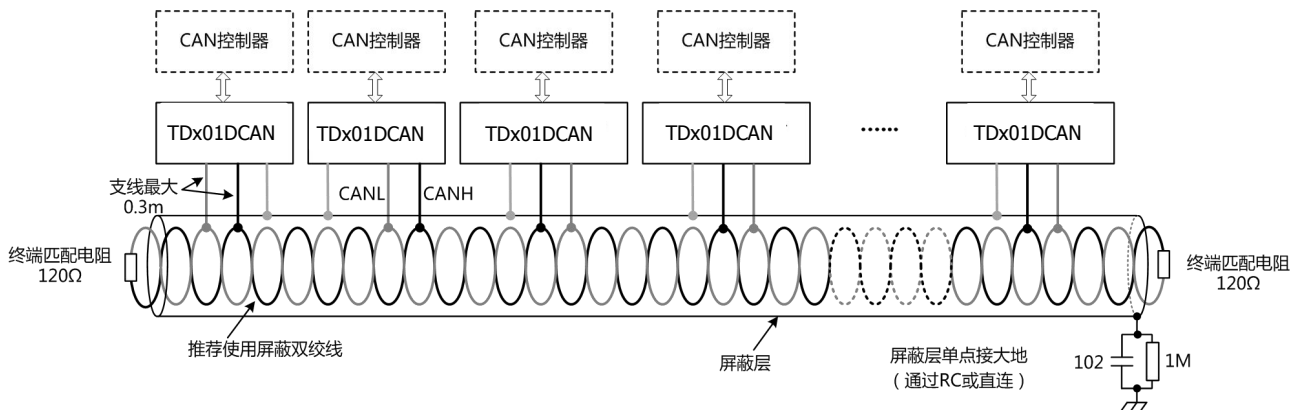 CAN控制器
CAN控制器
CAN控制器
CAN控制器
CAN控制器
TDx01DCAN
TDx01DCAN
TDx01DCAN
TDx01DCAN
......
TDx01DCAN
支线最大
0.3m
CANL
CANH
终端匹配电阻
120Ω
终端匹配电阻
120Ω
推荐使用屏蔽双绞线
屏蔽层
屏蔽层单点接大地
（通过RC或直连）
102
1M